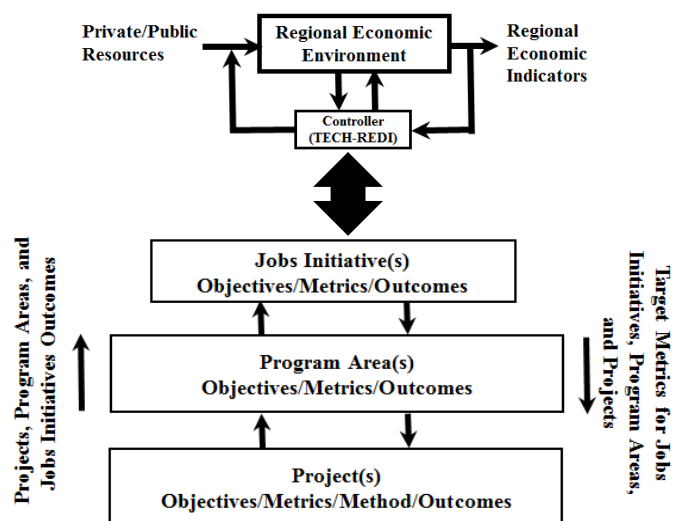 Private/Public
Resources
Regional Economic
Environment
Regional
Economic
Indicators
Controller
(TECH-REDI)
Jobs Initiative(s)
Objectives/Metrics/Outcomes
Program Area(s)
Objectives/Metrics/Outcomes
Project(s)
Objectives/Metrics/Method/Outcomes
Projects, Program Areas, and
Jobs Initiatives Outcomes
Target Metrics for Jobs
Initiatives, Program Areas,
and Projects